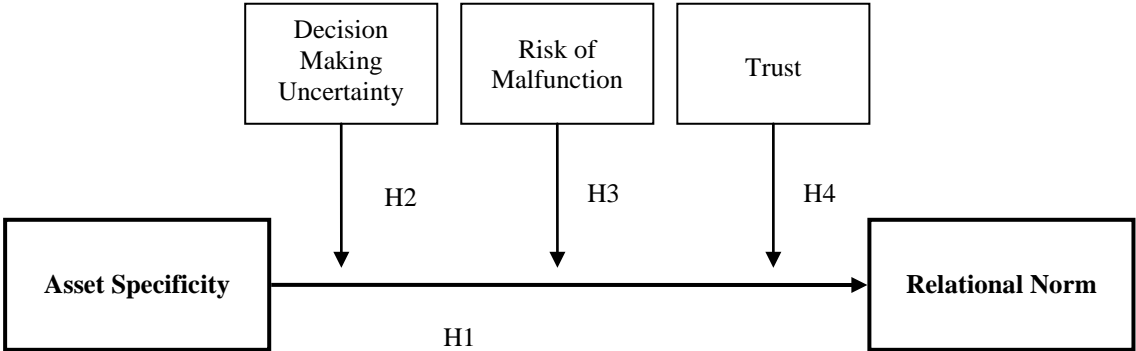 Decision
Making
Uncertainty
Risk of
Malfunction
Trust
H2
H3
H4
Asset Specificity
Relational Norm
H1